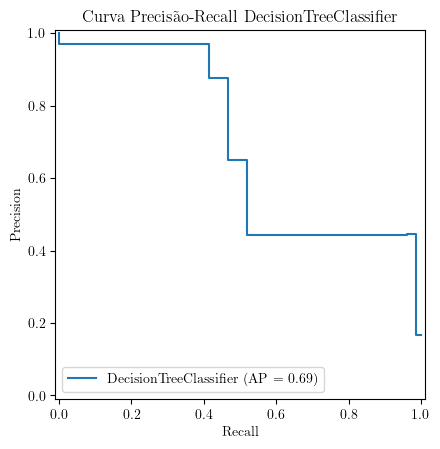 Curva Precisão-Recall DecisionTreeClassifier
1.0
0.8
0.6
0.4
0.2
0.0
Precision
DecisionTreeClassifier (AP = 0.69)
0.0 0.2 0.4 0.6 0.8 1.0
Recall